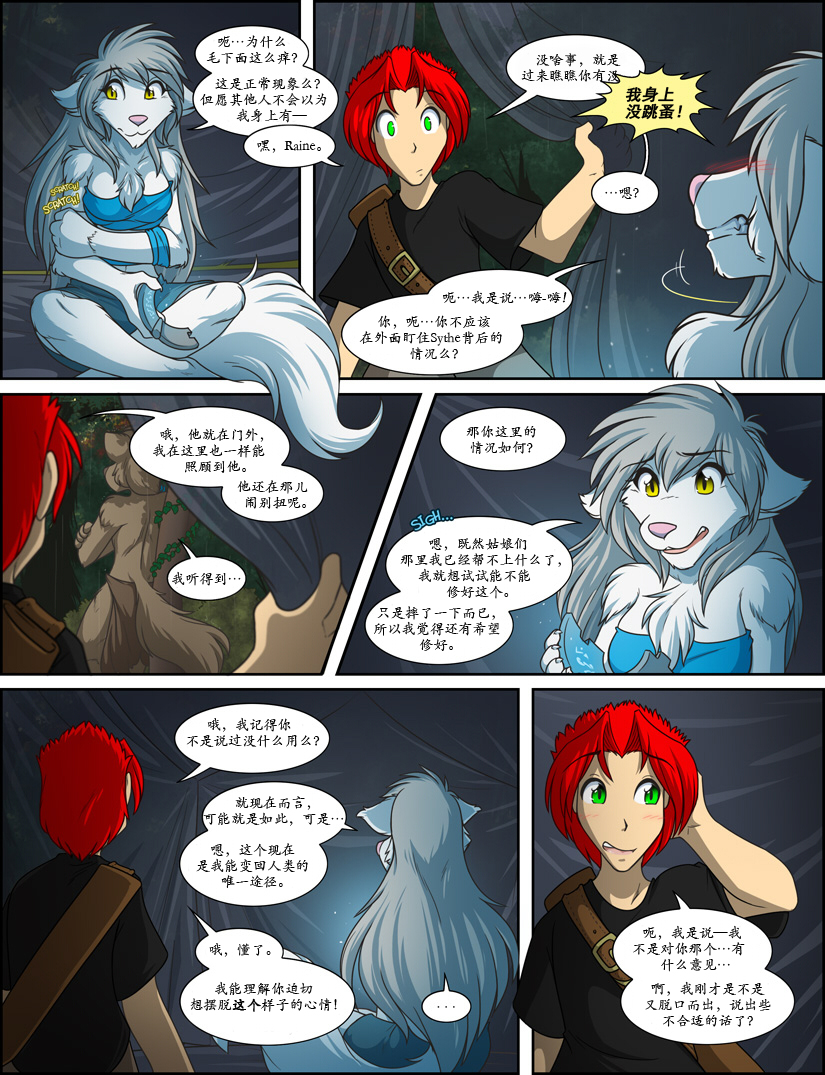 呃…为什么
毛下面这么痒？
这是正常现象么？
但愿其他人不会以为
我身上有—
SCRATCH!
SCRATCH!
嘿，Raine。
没啥事，就是
过来瞧瞧你有没
我身上
没跳蚤！
…嗯？
呃…我是说…嗨-嗨！
你，呃…你不应该
在外面盯住Sythe背后的
情况么？
哦，他就在门外，
我在这里也一样能
照顾到他。
他还在那儿
闹别扭呢。
我听得到…
那你这里的
情况如何？
SIGH...
嗯，既然姑娘们
那里我已经帮不上什么了，
我就想试试能不能
修好这个。
只是摔了一下而已，
所以我觉得还有希望
修好。
哦，我记得你
不是说过没什么用么？
就现在而言，
可能就是如此，可是…
嗯，这个现在
是我能变回人类的
唯一途径。
哦，懂了。
我能理解你迫切
想摆脱这个样子的心情！
...
呃，我是说—我
不是对你那个…有
什么意见…
啊，我刚才是不是
又脱口而出，说出些
不合适的话了？